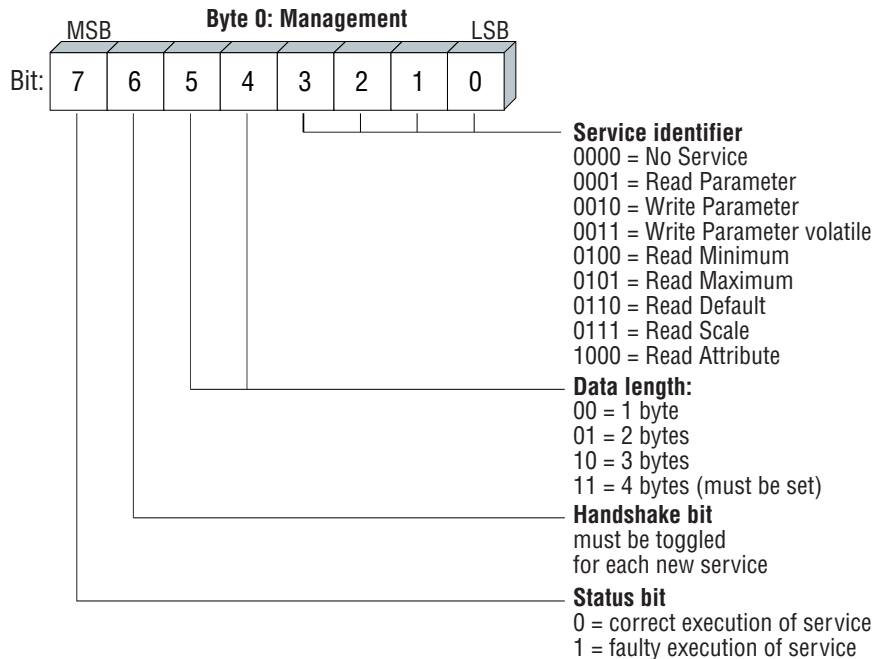 Byte 0: Management
MSB LSB
Bit: 7 6 5 4 3 2 1 0
Service identifier
0000 = No Service
0001 = Read Parameter
0010 = Write Parameter
0011 = Write Parameter volatile
0100 = Read Minimum
0101 = Read Maximum
0110 = Read Default
0111 = Read Scale
1000 = Read Attribute
Data length:
00 = 1 byte
01 = 2 bytes
10 = 3 bytes
11 = 4 bytes (must be set)
Handshake bit
must be toggled
for each new service
Status bit
0 = correct execution of service
1 = faulty execution of service